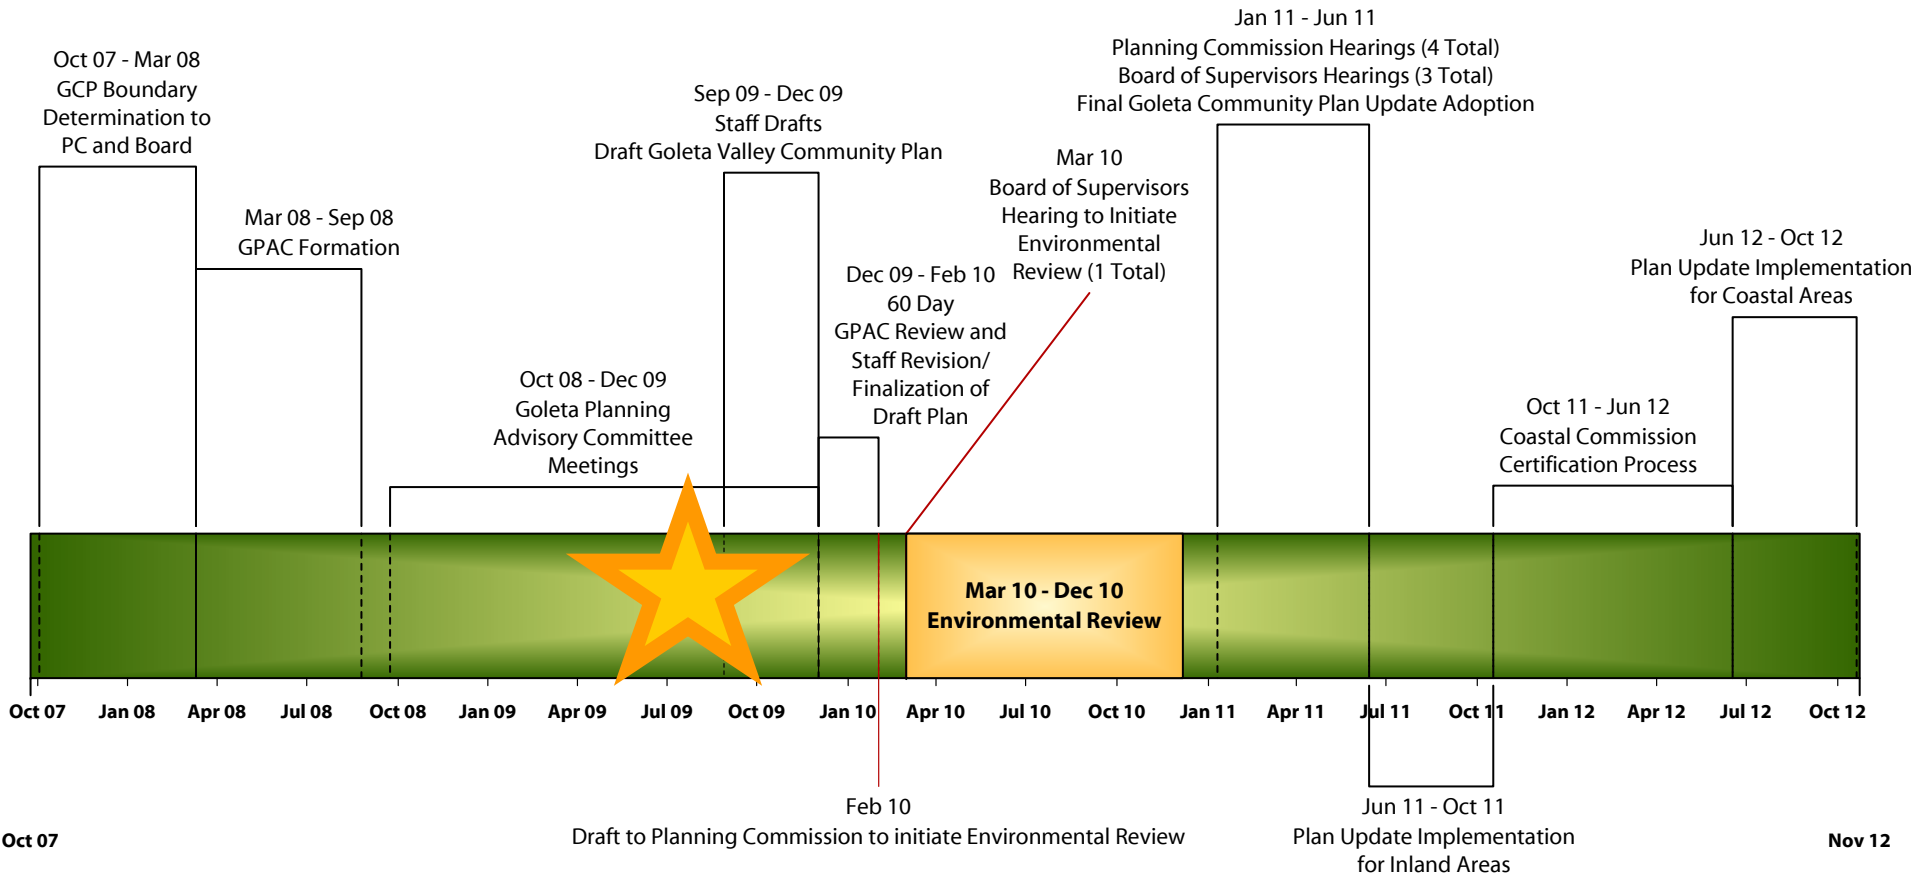 Oct 07 - Mar 08
GCP Boundary
Determination to
PC and Board
Mar 08 - Sep 08
GPAC Formation
Oct 08 - Dec 09
Goleta Planning
Advisory Committee
Meetings
Sep 09 - Dec 09
Staff Drafts
Draft Goleta Valley Community Plan
Dec 09 - Feb 10
60 Day
GPAC Review and
Staff Revision/
Finalization of
Draft Plan
Mar 10
Board of Supervisors
Hearing to Initiate
Environmental
Review (1 Total)
Jan 11 - Jun 11
Planning Commission Hearings (4 Total)
Board of Supervisors Hearings (3 Total)
Final Goleta Community Plan Update Adoption
Oct 11 - Jun 12
Coastal Commission
Certification Process
Jun 12 - Oct 12
Plan Update Implementation
for Coastal Areas
Mar 10 - Dec 10
Environmental Review
Oct 07 Jan 08 Apr 08 Jul 08 Oct 08 Jan 09 Apr 09 Jul 09 Oct 09 Jan 10 Apr 10 Jul 10 Oct 10 Jan 11 Apr 11 Jul 11 Oct 11 Jan 12 Apr 12 Jul 12 Oct 12
Feb 10
Draft to Planning Commission to initiate Environmental Review
Jun 11 - Oct 11
Plan Update Implementation
for Inland Areas
Oct 07
Nov 12